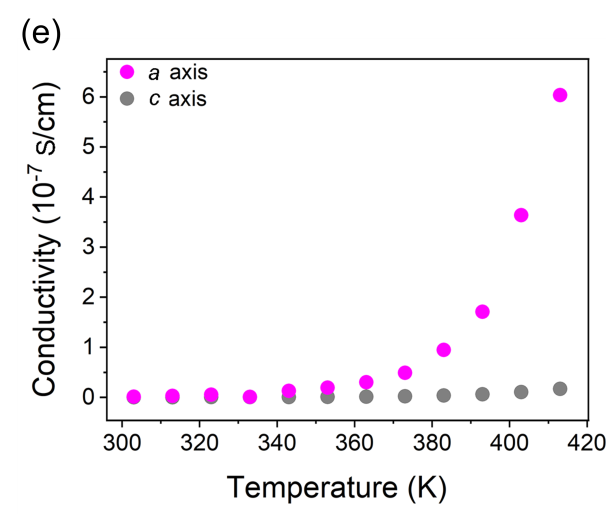 (e)
a axis
c axis
Conductivity (10⁻⁷ S/cm)
6
5
4
3
2
1
0
300 320 340 360 380 400 420
Temperature (K)